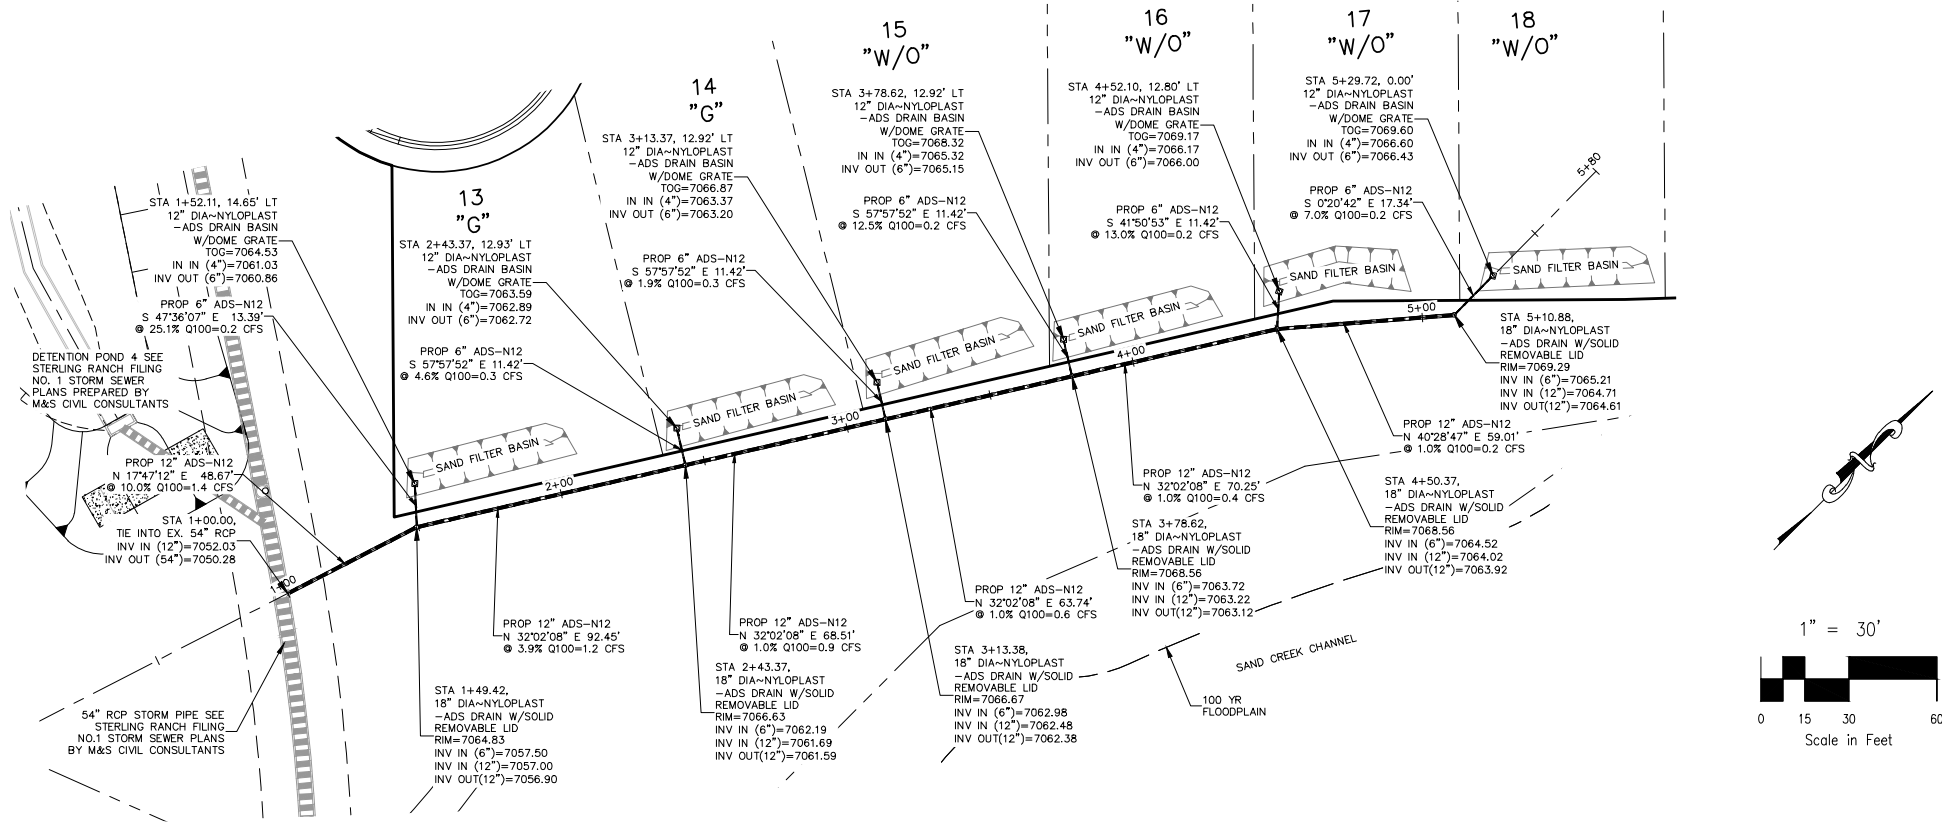 15
"W/O"
16
"W/O"
17
"W/O"
18
"W/O"
14
"G"
13
"G"
STA 1+52.11, 14.65' LT
12" DIA~NYLOPLAST
-ADS DRAIN BASIN
W/DOME GRATE
TOG=7064.53
IN IN (4")=7061.03
INV OUT (6")=7060.86
PROP 6" ADS-N12
S 47°36'07" E 13.39'
@ 25.1% Q100=0.2 CFS
STA 2+43.37, 12.93' LT
12" DIA~NYLOPLAST
-ADS DRAIN BASIN
W/DOME GRATE
TOG=7063.59
IN IN (4")=7062.89
INV OUT (6")=7062.72
PROP 6" ADS-N12
S 57°57'52" E 11.42'
@ 4.6% Q100=0.3 CFS
STA 3+13.37, 12.92' LT
12" DIA~NYLOPLAST
-ADS DRAIN BASIN
W/DOME GRATE
TOG=7066.87
IN IN (4")=7063.37
INV OUT (6")=7063.20
PROP 6" ADS-N12
S 57°57'52" E 11.42'
@ 1.9% Q100=0.3 CFS
STA 3+78.62, 12.92' LT
12" DIA~NYLOPLAST
-ADS DRAIN BASIN
W/DOME GRATE
TOG=7068.32
IN IN (4")=7065.32
INV OUT (6")=7065.15
PROP 6" ADS-N12
S 57°57'52" E 11.42'
@ 12.5% Q100=0.2 CFS
STA 4+52.10, 12.80' LT
12" DIA~NYLOPLAST
-ADS DRAIN BASIN
W/DOME GRATE
TOG=7069.17
IN IN (4")=7066.17
INV OUT (6")=7066.00
PROP 6" ADS-N12
S 41°50'53" E 11.42'
@ 13.0% Q100=0.2 CFS
STA 5+29.72, 0.00'
12" DIA~NYLOPLAST
-ADS DRAIN BASIN
W/DOME GRATE
TOG=7069.60
IN IN (4")=7066.60
INV OUT (6")=7066.43
PROP 6" ADS-N12
S 0°20'42" E 17.34'
@ 7.0% Q100=0.2 CFS
5+80
SAND FILTER BASIN
SAND FILTER BASIN
SAND FILTER BASIN
SAND FILTER BASIN
SAND FILTER BASIN
SAND FILTER BASIN
1+00
2+00
3+00
4+00
5+00
DETENTION POND 4 SEE
STERLING RANCH FILING
NO. 1 STORM SEWER
PLANS PREPARED BY
M&S CIVIL CONSULTANTS
PROP 12" ADS-N12
N 17°47'12" E 48.67'
@ 10.0% Q100=1.4 CFS
STA 1+00.00,
TIE INTO EX. 54" RCP
INV IN (12")=7052.03
INV OUT (54")=7050.28
54" RCP STORM PIPE SEE
STERLING RANCH FILING
NO.1 STORM SEWER PLANS
BY M&S CIVIL CONSULTANTS
PROP 12" ADS-N12
N 32°02'08" E 92.45'
@ 3.9% Q100=1.2 CFS
STA 1+49.42,
18" DIA~NYLOPLAST
-ADS DRAIN W/SOLID
REMOVABLE LID
RIM=7064.83
INV IN (6")=7057.50
INV IN (12")=7057.00
INV OUT(12")=7056.90
PROP 12" ADS-N12
N 32°02'08" E 68.51'
@ 1.0% Q100=0.9 CFS
STA 2+43.37,
18" DIA~NYLOPLAST
-ADS DRAIN W/SOLID
REMOVABLE LID
RIM=7066.63
INV IN (6")=7062.19
INV IN (12")=7061.69
INV OUT(12")=7061.59
PROP 12" ADS-N12
N 32°02'08" E 63.74'
@ 1.0% Q100=0.6 CFS
STA 3+13.38,
18" DIA~NYLOPLAST
-ADS DRAIN W/SOLID
REMOVABLE LID
RIM=7066.67
INV IN (6")=7062.98
INV IN (12")=7062.48
INV OUT(12")=7062.38
PROP 12" ADS-N12
N 32°02'08" E 70.25'
@ 1.0% Q100=0.4 CFS
STA 3+78.62,
18" DIA~NYLOPLAST
-ADS DRAIN W/SOLID
REMOVABLE LID
RIM=7068.56
INV IN (6")=7063.72
INV IN (12")=7063.22
INV OUT(12")=7063.12
PROP 12" ADS-N12
N 40°28'47" E 59.01'
@ 1.0% Q100=0.2 CFS
STA 4+50.37,
18" DIA~NYLOPLAST
-ADS DRAIN W/SOLID
REMOVABLE LID
RIM=7068.56
INV IN (6")=7064.52
INV IN (12")=7064.02
INV OUT(12")=7063.92
STA 5+10.88,
18" DIA~NYLOPLAST
-ADS DRAIN W/SOLID
REMOVABLE LID
RIM=7069.29
INV IN (6")=7065.21
INV IN (12")=7064.71
INV OUT(12")=7064.61
SAND CREEK CHANNEL
100 YR
FLOODPLAIN
1" = 30'
0 15 30 60
Scale in Feet